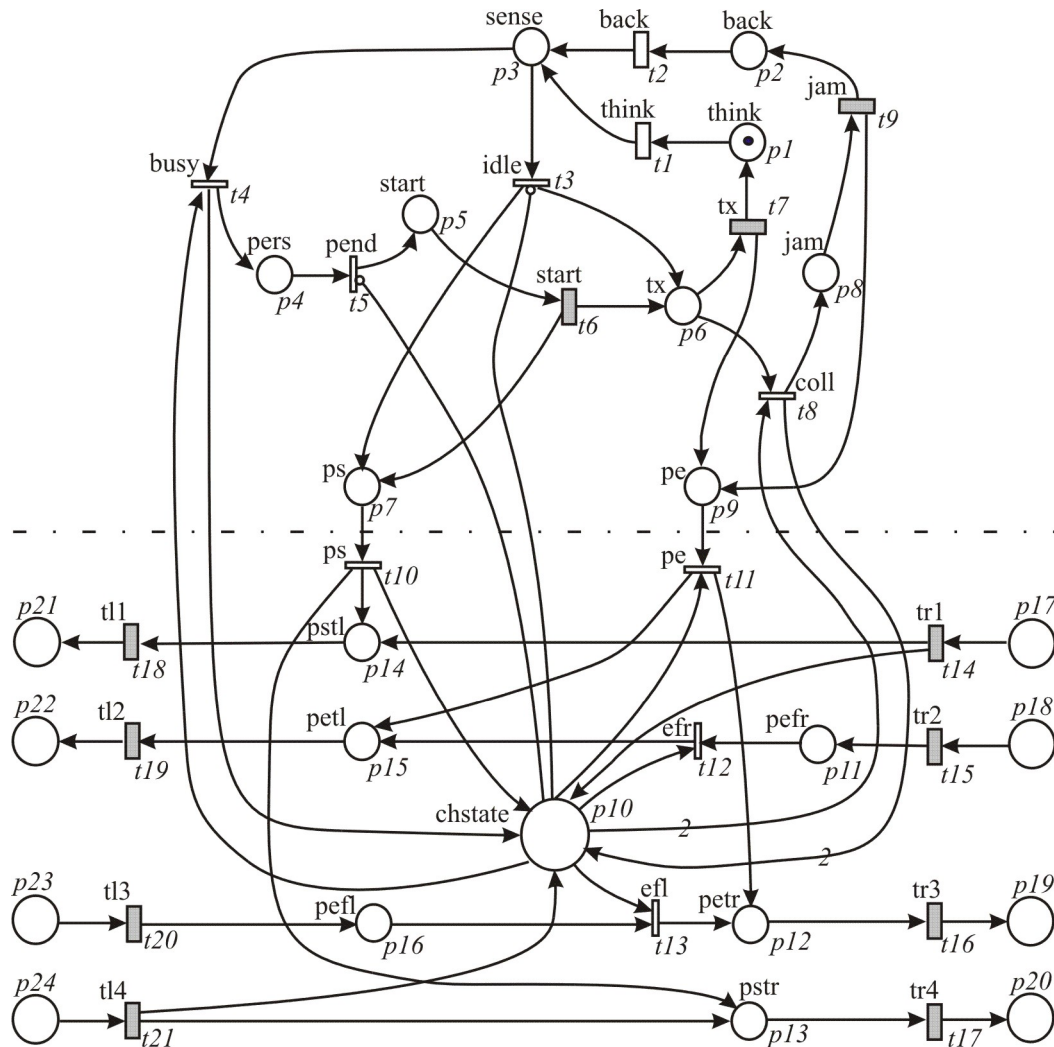 sense
back
back
p3
t2
p2
jam
think
think
t9
t1
p1
busy
idle
t3
tx
t7
t4
start
p5
pers
pend
start
tx
jam
p4
t5
t6
p6
p8
coll
t8
ps
pe
p7
p9
ps
pe
t10
t11
p21
tl1
pstl
tr1
p17
t18
p14
t14
p22
tl2
petl
efr
pefr
tr2
p18
t19
p15
t12
p11
t15
chstate
p10
2
2
p23
tl3
pefl
efl
petr
tr3
p19
t20
p16
t13
p12
t16
p24
tl4
pstr
tr4
p20
t21
p13
t17